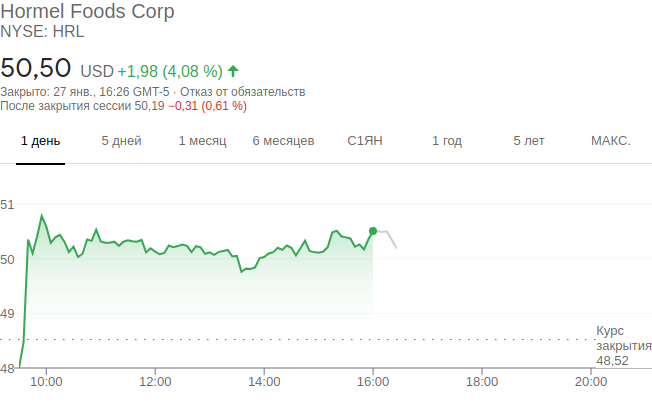 Hormel Foods Corp
NYSE: HRL
50,50 USD +1,98 (4,08 %)
Закрыто: 27 янв., 16:26 GMT-5 · Отказ от обязательств
После закрытия сессии 50,19 −0,31 (0,61 %)
1 день 5 дней 1 месяц 6 месяцев С1ЯН 1 год 5 лет МАКС.
51
50
49
Курс
закрытия
48,52
48
10:00 12:00 14:00 16:00 18:00 20:00